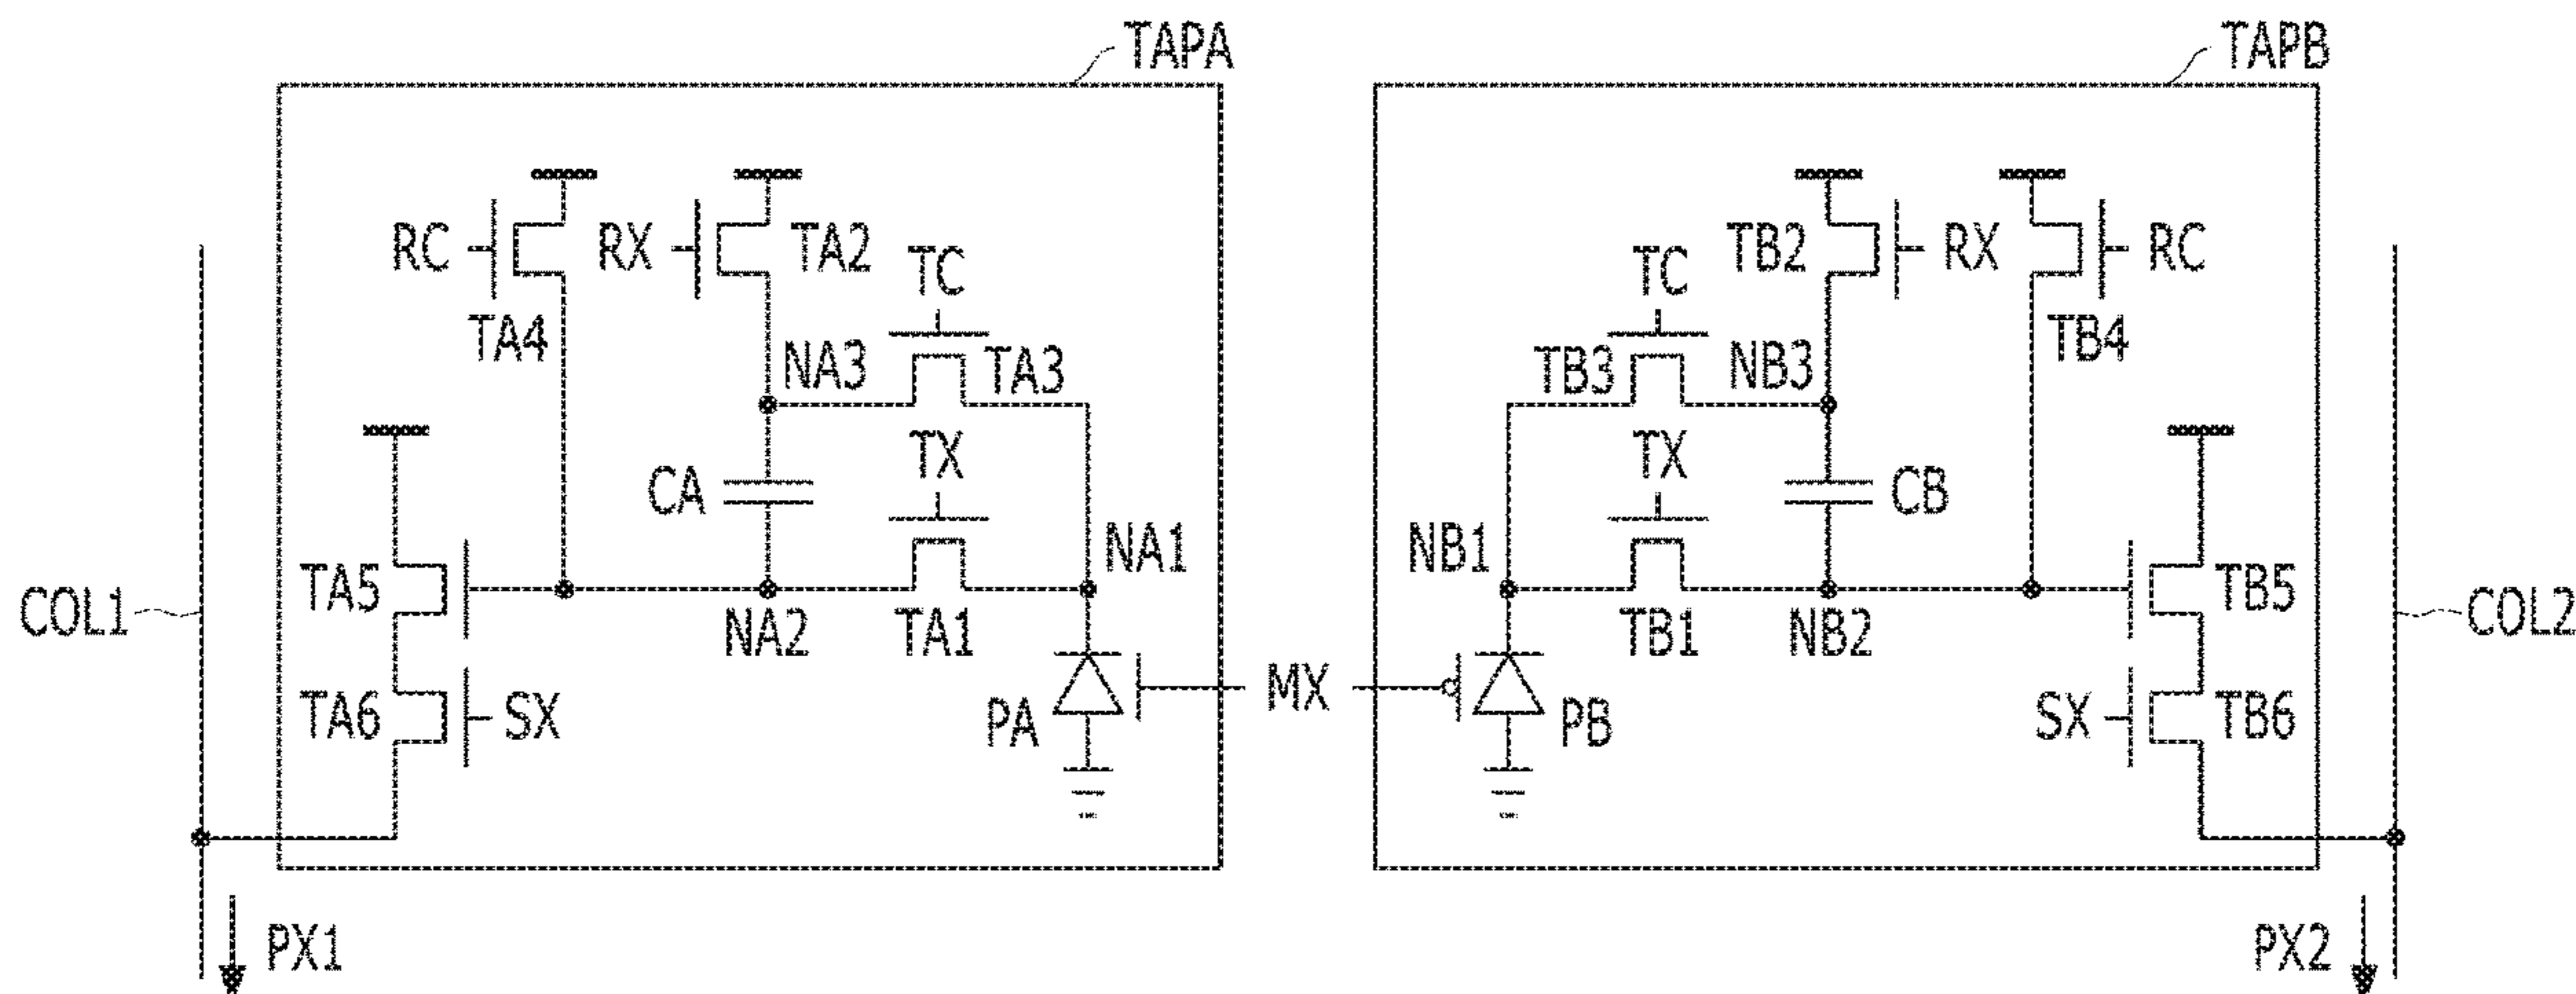 TAPA TAPB
RC RX TA2 TC TC TB2 RX RC
TA4 NA3 TA3 TB3 NB3 TB4
CA TX TX CB
TA5 NA1 NB1 TB5
COL1 NA2 TA1 TB1 NB2 COL2
TA6 SX PA MX PB SX TB6
PX1 PX2